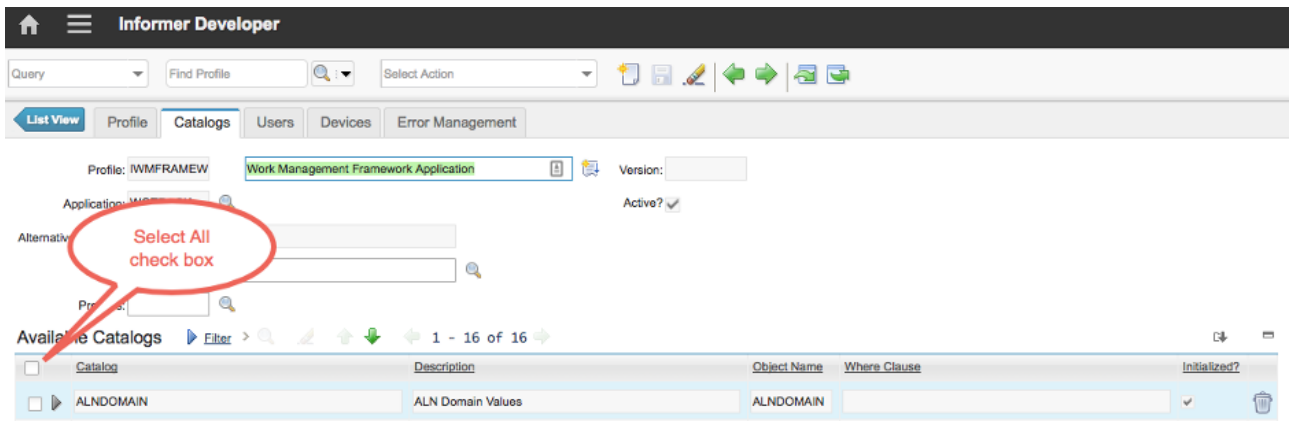 Informer Developer
Query Find Profile Select Action
List View Profile Catalogs Users Devices Error Management
Profile: IWMFRAMEW Work Management Framework Application Version:
Application: Active?
Select All
check box
Available Catalogs Filter > 1 - 16 of 16
Catalog Description Object Name Where Clause Initialized?
ALNDOMAIN ALN Domain Values ALNDOMAIN